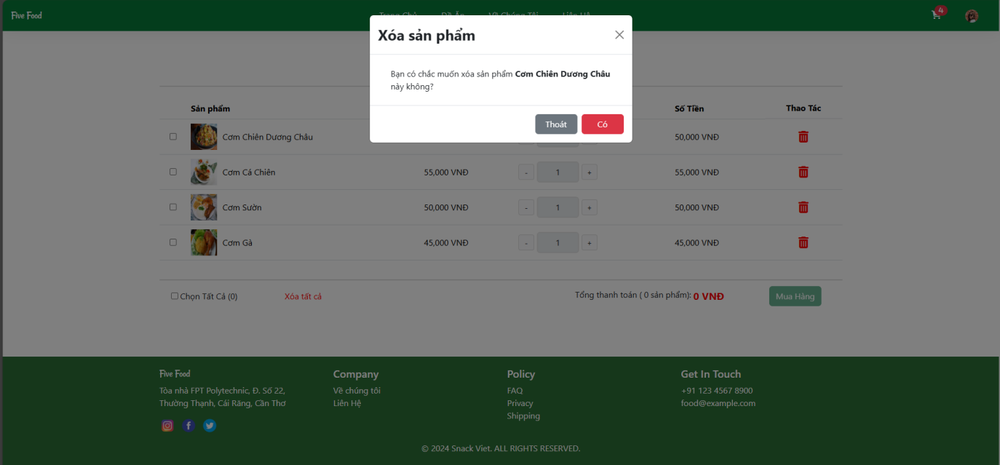 Five Food
Trang Chủ Đồ Ăn Về Chúng Tôi Liên Hệ
4
Xóa sản phẩm
Bạn có chắc muốn xóa sản phẩm Cơm Chiên Dương Châu
này không?
Thoát Có
Sản phẩm Số Tiền Thao Tác
Cơm Chiên Dương Châu 50,000 VNĐ
Cơm Cá Chiên 55,000 VNĐ - 1 + 55,000 VNĐ
Cơm Sườn 50,000 VNĐ - 1 + 50,000 VNĐ
Cơm Gà 45,000 VNĐ - 1 + 45,000 VNĐ
Chọn Tất Cả (0) Xóa tất cả Tổng thanh toán ( 0 sản phẩm): 0 VNĐ Mua Hàng
Five Food
Tòa nhà FPT Polytechnic, Đ. Số 22,
Thường Thạnh, Cái Răng, Cần Thơ
Company
Về chúng tôi
Liên Hệ
Policy
FAQ
Privacy
Shipping
Get In Touch
+91 123 4567 8900
food@example.com
© 2024 Snack Viet. ALL RIGHTS RESERVED.